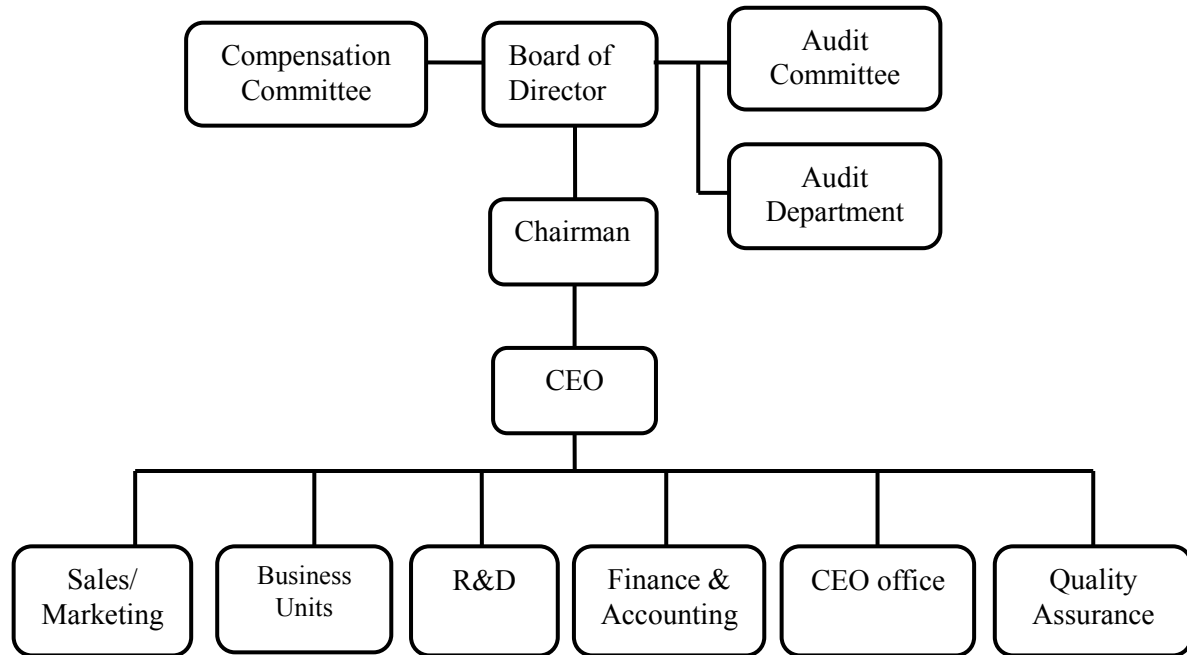 Compensation
Committee
Board of
Director
Audit
Committee
Audit
Department
Chairman
CEO
Sales/
Marketing
Business
Units
R&D
Finance &
Accounting
CEO office
Quality
Assurance